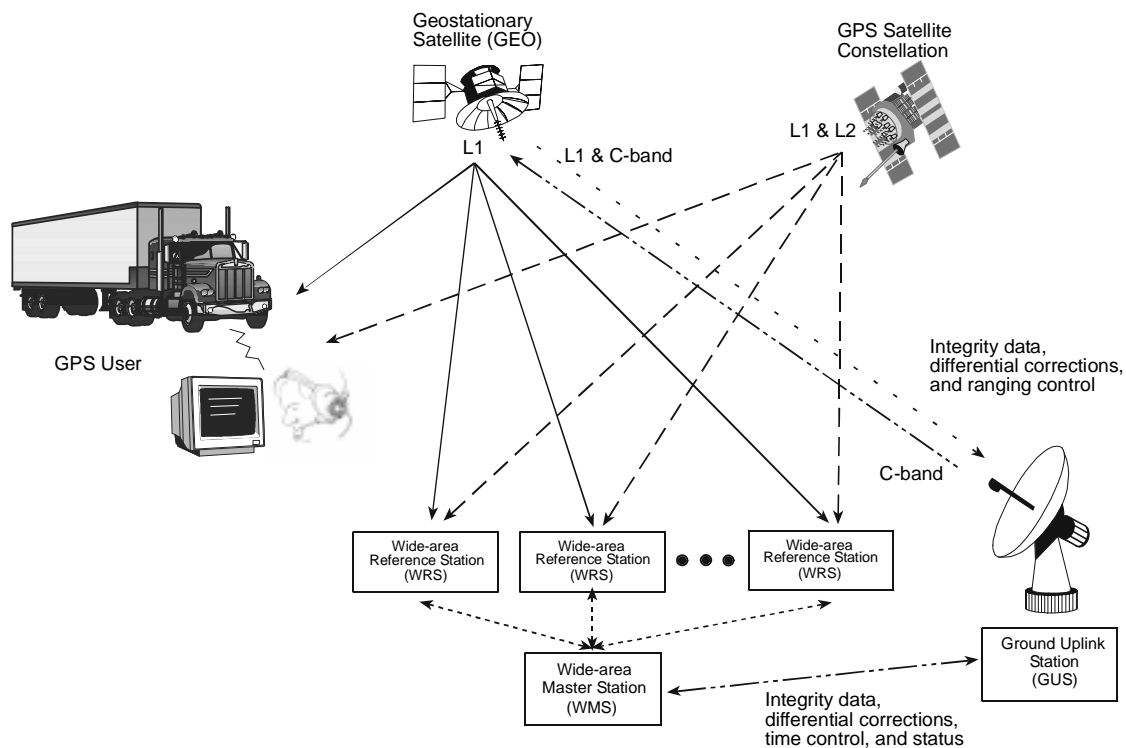 Geostationary
Satellite (GEO)
GPS Satellite
Constellation
L1
L1 & C-band
L1 & L2
GPS User
Integrity data,
differential corrections,
and ranging control
C-band
Wide-area
Reference Station
(WRS)
Wide-area
Reference Station
(WRS)
Wide-area
Reference Station
(WRS)
Wide-area
Master Station
(WMS)
Ground Uplink
Station
(GUS)
Integrity data,
differential corrections,
time control, and status